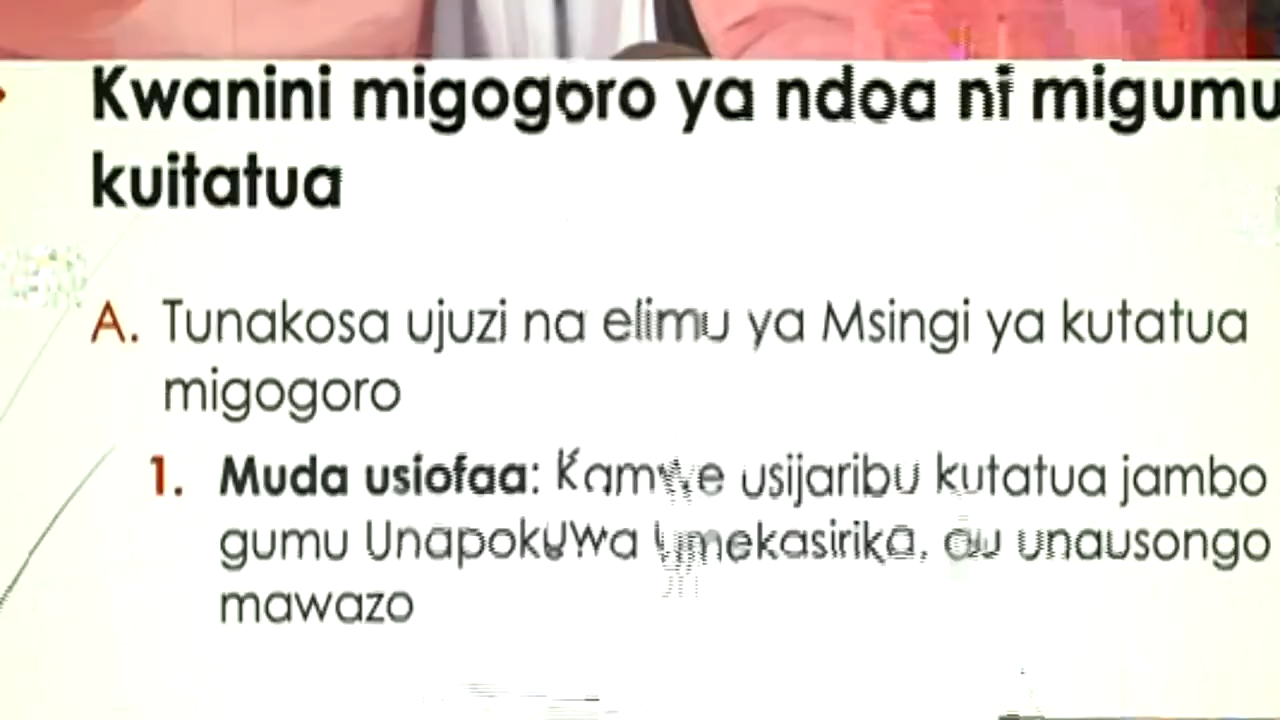 Kwanini migogoro ya ndoa ni migumu
kuitatua
A. Tunakosa ujuzi na elimu ya Msingi ya kutatua
migogoro
1. Muda usiofaa: Kamwe usijaribu kutatua jambo
gumu Unapokuwa Umekasirika, au unausongo
mawazo